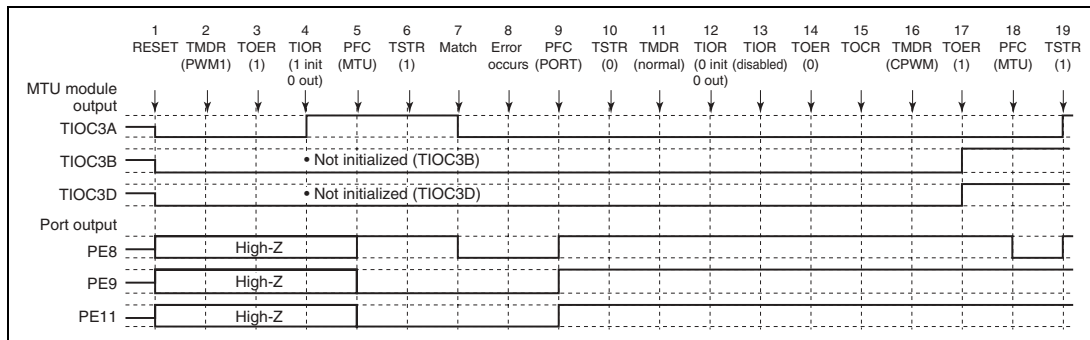 1 2 3 4 5 6 7 8 9 10 11 12 13 14 15 16 17 18 19
RESET TMDR TOER TIOR PFC TSTR Match Error PFC TSTR TMDR TIOR TIOR TOER TOCR TMDR TOER PFC TSTR
(PWM1) (1) (1 init (MTU) (1) occurs (PORT) (0) (normal) (0 init (disabled) (0) (CPWM) (1) (MTU) (1)
0 out) 0 out)
MTU module
output
TIOC3A
TIOC3B • Not initialized (TIOC3B)
TIOC3D • Not initialized (TIOC3D)
Port output
PE8 High-Z
PE9 High-Z
PE11 High-Z